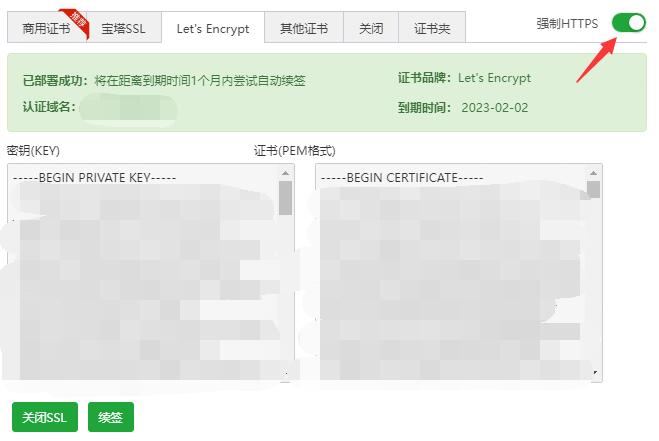 商用证书 推荐 宝塔SSL Let's Encrypt 其他证书 关闭 证书夹 强制HTTPS
已部署成功：将在距离到期时间1个月内尝试自动续签 证书品牌：Let's Encrypt
认证域名： 到期时间： 2023-02-02
密钥(KEY) 证书(PEM格式)
-----BEGIN PRIVATE KEY----- -----BEGIN CERTIFICATE-----
关闭SSL 续签